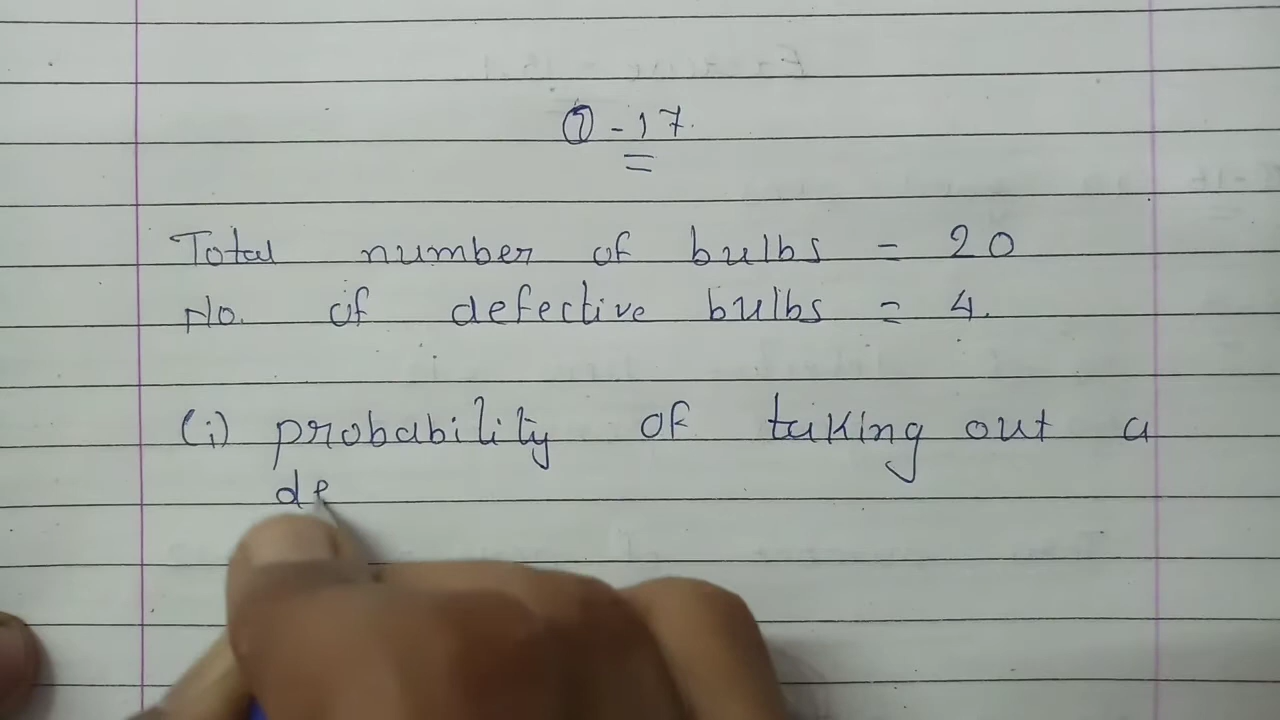 Q-17.
Total number of bulbs = 20
No. of defective bulbs = 4.
(i) probability of taking out a
de